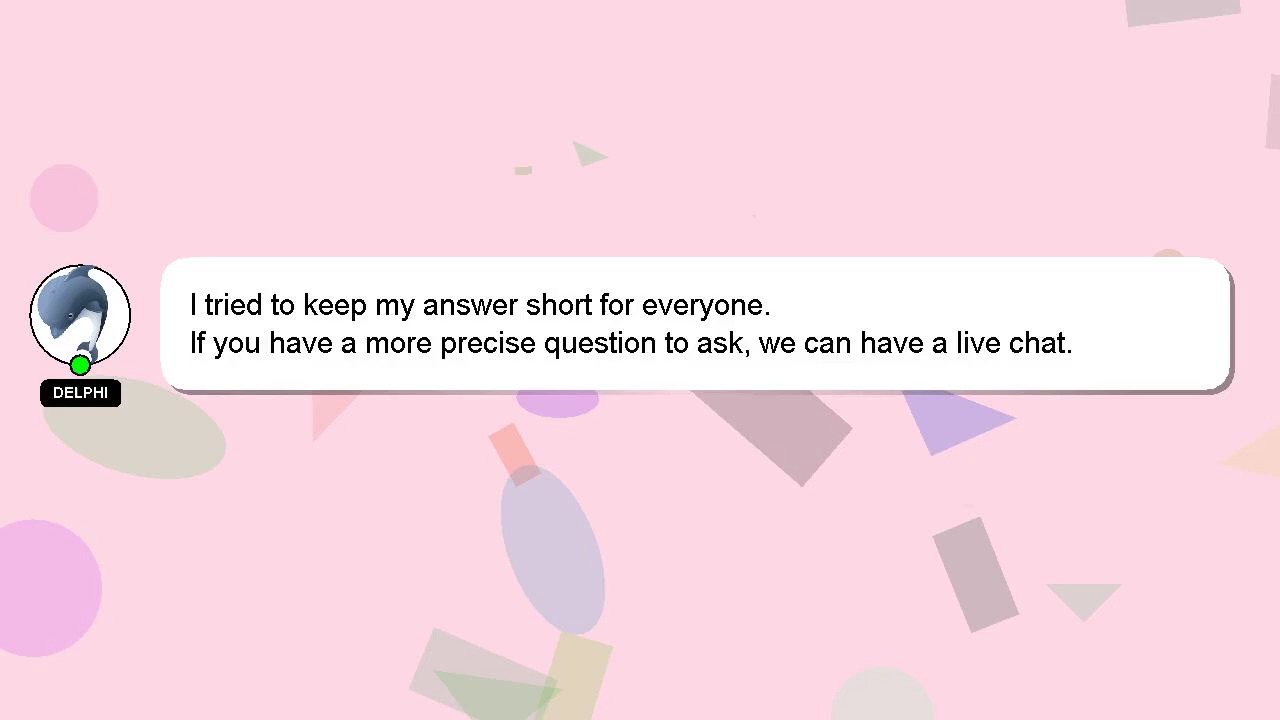 I tried to keep my answer short for everyone.
If you have a more precise question to ask, we can have a live chat.
DELPHI